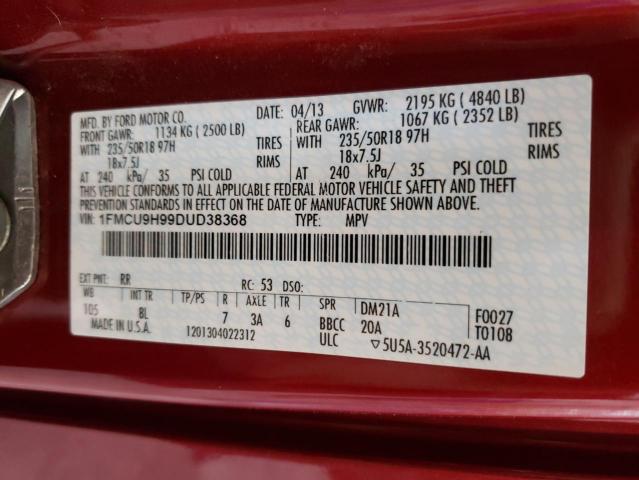 MFD. BY FORD MOTOR CO. DATE: 04/13 GVWR: 2195 KG ( 4840 LB)
FRONT GAWR: 1134 KG ( 2500 LB) REAR GAWR: 1067 KG ( 2352 LB)
WITH 235/50R18 97H TIRES WITH 235/50R18 97H TIRES
18x7.5J RIMS 18x7.5J RIMS
AT 240 kPa/ 35 PSI COLD AT 240 kPa/ 35 PSI COLD
THIS VEHICLE CONFORMS TO ALL APPLICABLE FEDERAL MOTOR VEHICLE SAFETY AND THEFT
PREVENTION STANDARDS IN EFFECT ON THE DATE OF MANUFACTURE SHOWN ABOVE.
VIN: 1FMCU9H99DUD38368 TYPE: MPV
EXT PNT: RR RC: 53 DSO:
WB INT TR TP/PS R AXLE TR SPR DM21A F0027
105 BL 7 3A 6 BBCC 20A T0108
MADE IN U.S.A. 1201304022312 ULC ▽5U5A-3520472-AA